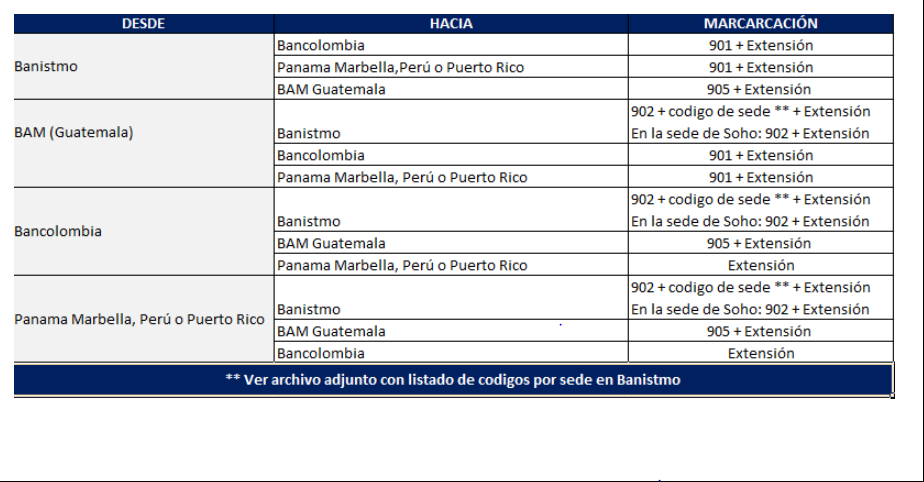 DESDE HACIA MARCARCACIÓN
Bancolombia 901 + Extensión
Banistmo Panama Marbella,Perú o Puerto Rico 901 + Extensión
BAM Guatemala 905 + Extensión
902 + codigo de sede ** + Extensión
BAM (Guatemala) Banistmo En la sede de Soho: 902 + Extensión
Bancolombia 901 + Extensión
Panama Marbella, Perú o Puerto Rico 901 + Extensión
902 + codigo de sede ** + Extensión
Bancolombia Banistmo En la sede de Soho: 902 + Extensión
BAM Guatemala 905 + Extensión
Panama Marbella, Perú o Puerto Rico Extensión
902 + codigo de sede ** + Extensión
Panama Marbella, Perú o Puerto Rico Banistmo En la sede de Soho: 902 + Extensión
BAM Guatemala 905 + Extensión
Bancolombia Extensión
** Ver archivo adjunto con listado de codigos por sede en Banistmo